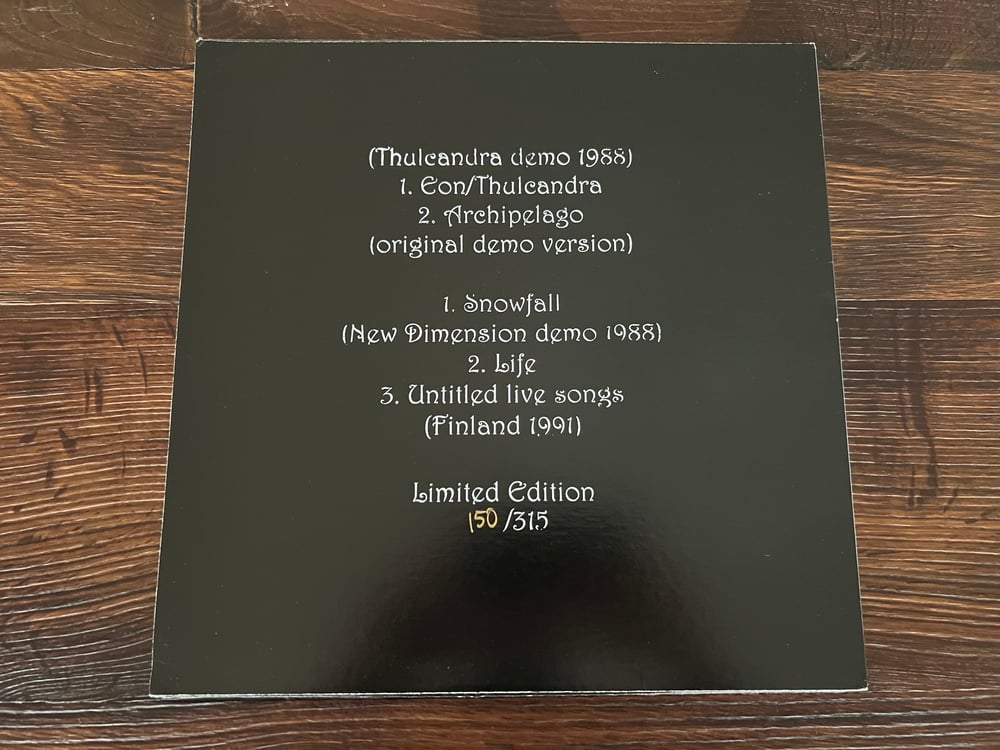 (Thulcandra demo 1988)
1. Eon/Thulcandra
2. Archipelago
(original demo version)
1. Snowfall
(New Dimension demo 1988)
2. Life
3. Untitled live songs
(Finland 1991)
Limited Edition
150 /315